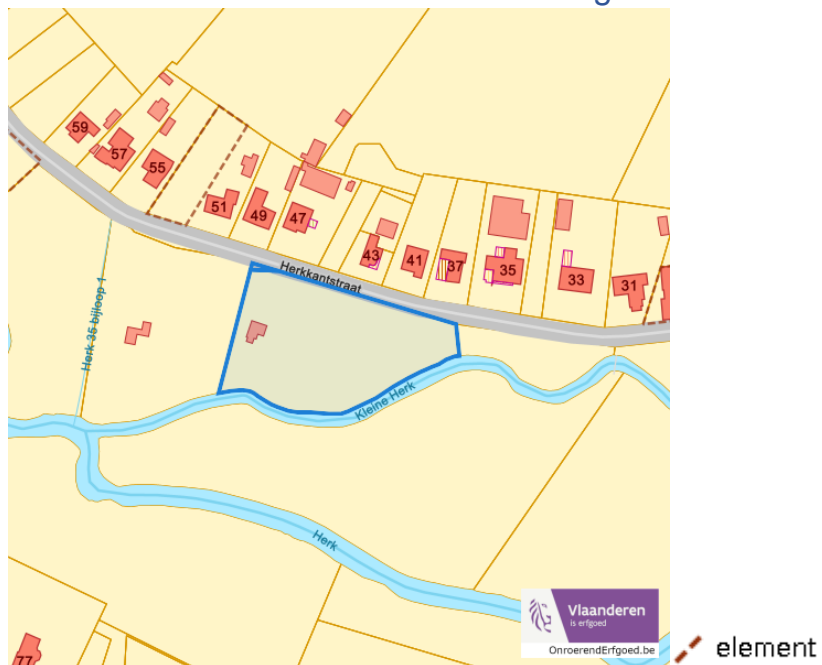 59
57
55
51
49
47
43
41
37
35
33
31
Herkkantstraat
Herk 35 bijloop 1
Kleine Herk
Herk
77
Vlaanderen
is erfgoed
OnroerendErfgoed.be
element